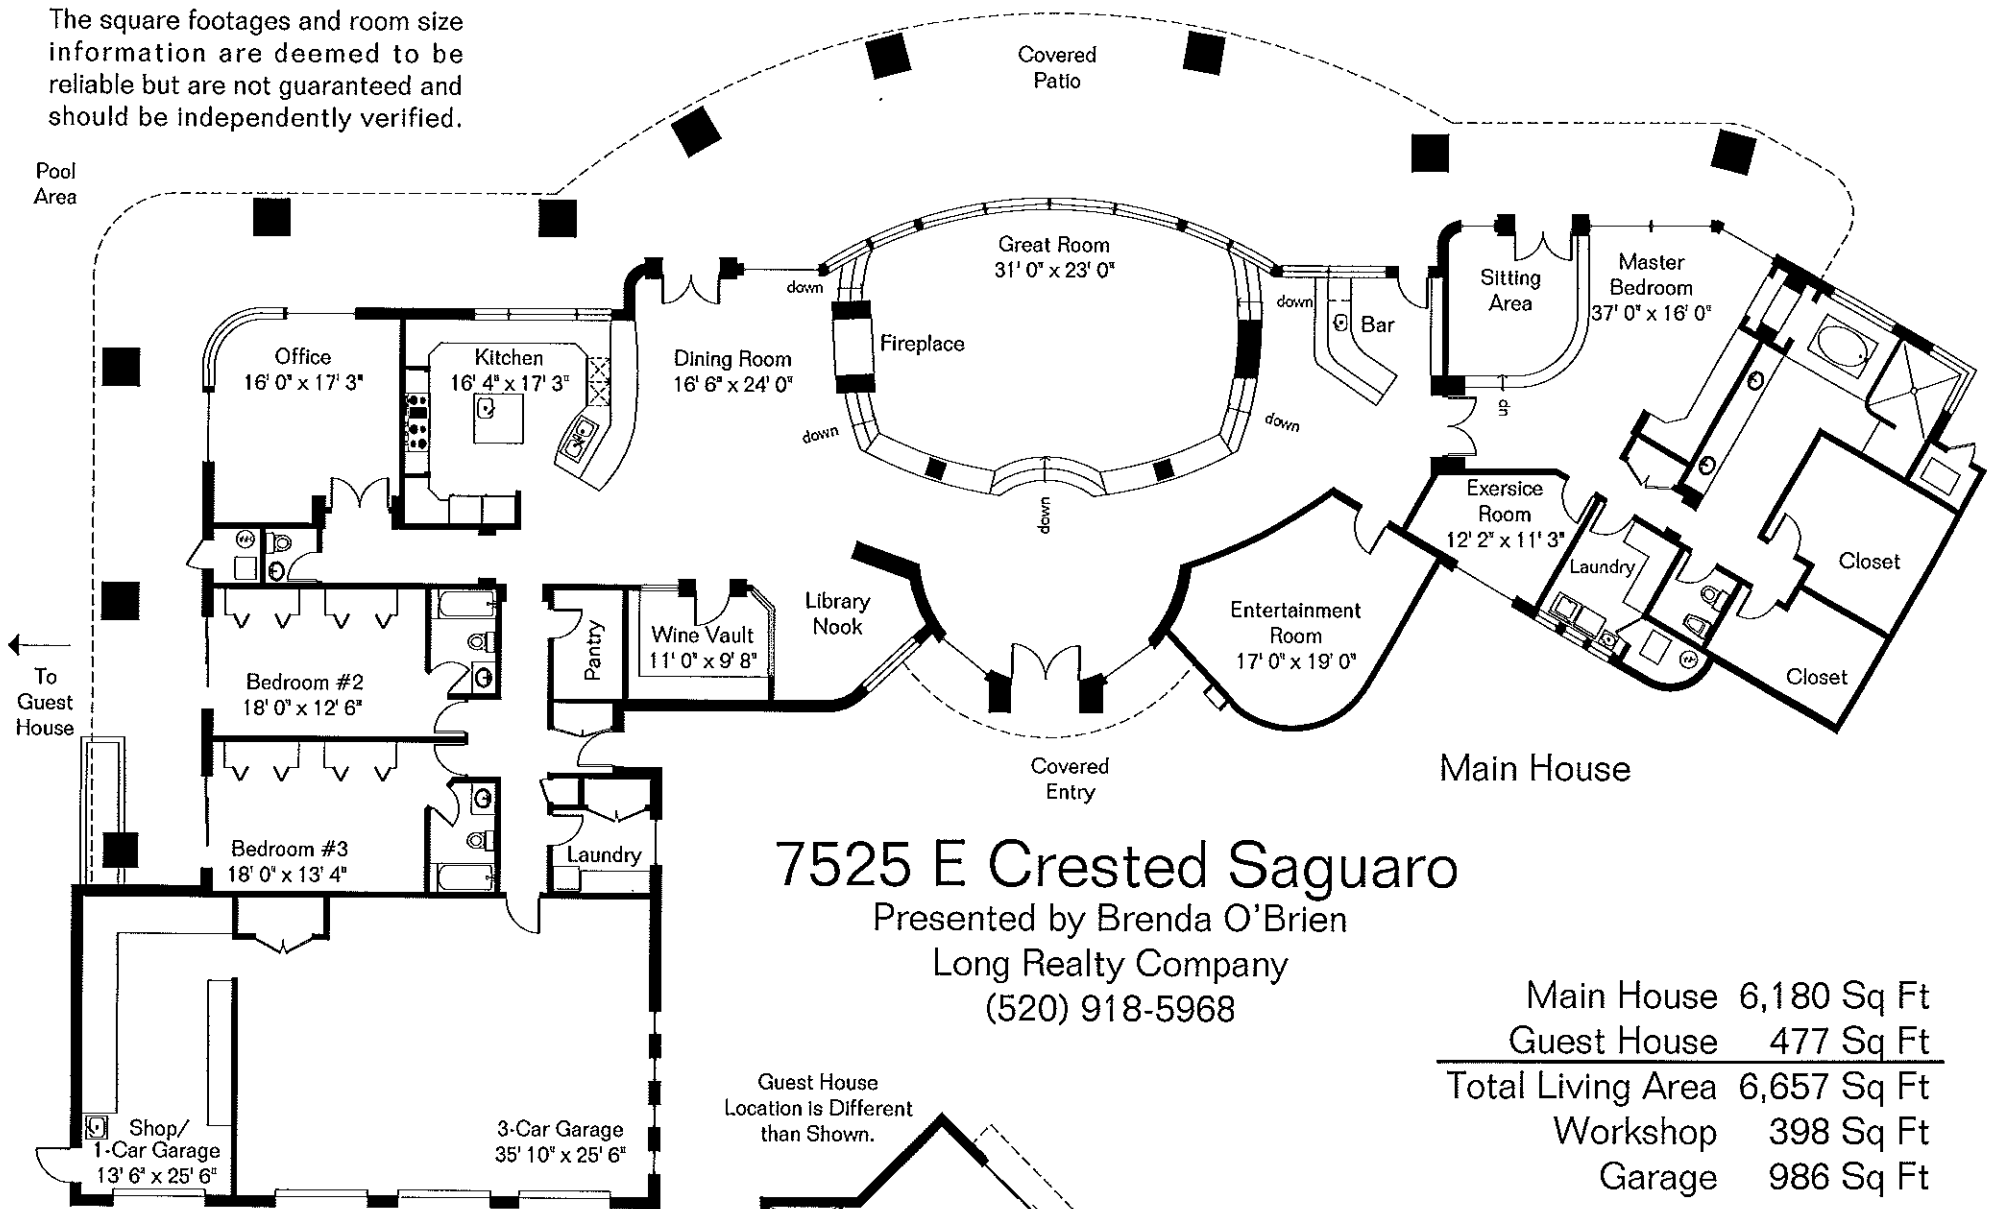 The square footages and room size
information are deemed to be
reliable but are not guaranteed and
should be independently verified.
Covered
Patio
Pool
Area
Great Room
31' 0" x 23' 0"
Sitting
Area
Master
Bedroom
37' 0" x 16' 0"
down
down
Bar
Fireplace
Office
16' 0" x 17' 3"
Kitchen
16' 4" x 17' 3"
Dining Room
16' 6" x 24' 0"
up
down
down
down
Exersice
Room
12' 2" x 11' 3"
Closet
Laundry
Library
Nook
Entertainment
Room
17' 0" x 19' 0"
Pantry
Wine Vault
11' 0" x 9' 8"
To
Guest
House
Bedroom #2
18' 0" x 12' 6"
Closet
Covered
Entry
Main House
Bedroom #3
18' 0" x 13' 4"
Laundry
7525 E Crested Saguaro
Presented by Brenda O'Brien
Long Realty Company
(520) 918-5968
Main House 6,180 Sq Ft
Guest House 477 Sq Ft
Total Living Area 6,657 Sq Ft
Workshop 398 Sq Ft
Garage 986 Sq Ft
Guest House
Location is Different
than Shown.
Shop/
1-Car Garage
13' 6" x 25' 6"
3-Car Garage
35' 10" x 25' 6"